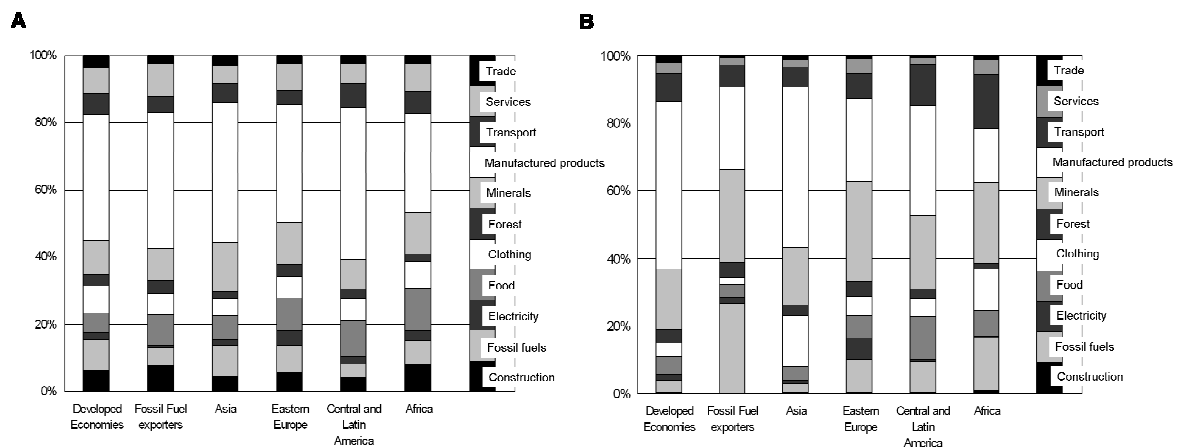 A
100%
80%
60%
40%
20%
0%
Developed
Economies
Fossil Fuel
exporters
Asia
Eastern
Europe
Central and
Latin
America
Africa
Trade
Services
Transport
Manufactured products
Minerals
Forest
Clothing
Food
Electricity
Fossil fuels
Construction
B
100%
80%
60%
40%
20%
0%
Developed
Economies
Fossil Fuel
exporters
Asia
Eastern
Europe
Central and
Latin
America
Africa
Trade
Services
Transport
Manufactured products
Minerals
Forest
Clothing
Food
Electricity
Fossil fuels
Construction